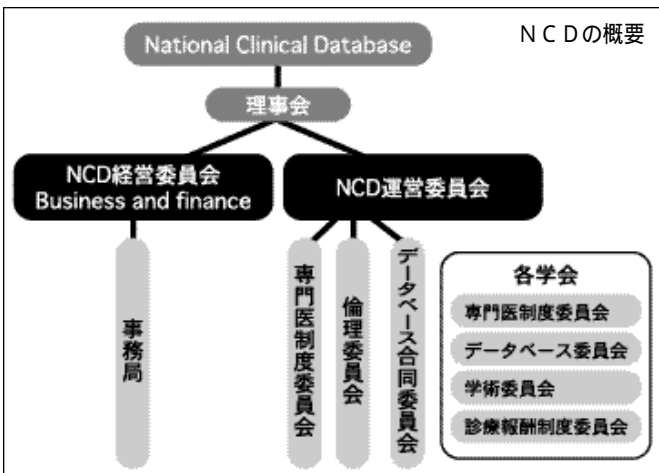 NCDの概要
National Clinical Database
理事会
NCD経営委員会
Business and finance
NCD運営委員会
事務局
専門医制度委員会
倫理委員会
データベース合同委員会
各学会
専門医制度委員会
データベース委員会
学術委員会
診療報酬制度委員会